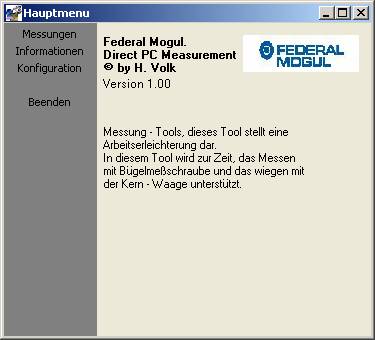 Hauptmenu
Messungen
Informationen
Konfiguration
Beenden
Federal Mogul.
Direct PC Measurement
© by H. Volk
Version 1.00
FEDERAL
MOGUL
Messung - Tools, dieses Tool stellt eine
Arbeitserleichterung dar.
In diesem Tool wird zur Zeit, das Messen
mit Bügelmeßschraube und das wiegen mit
der Kern - Waage unterstützt.